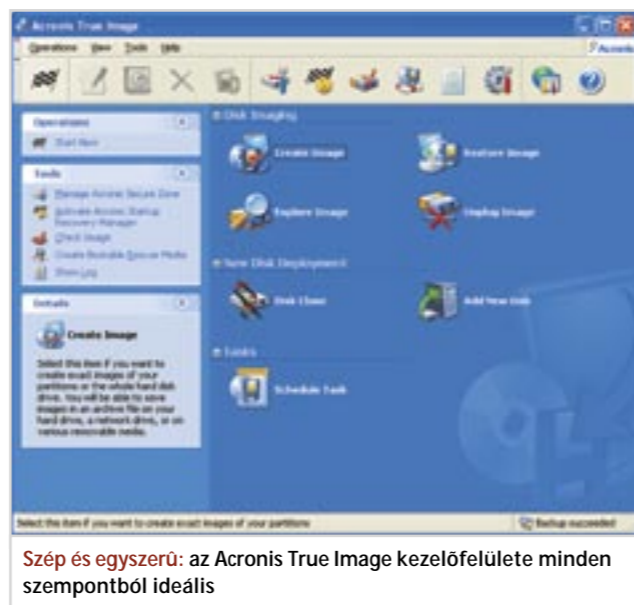 Acronis True Image
Operations View Tools Help
Acronis
Operations
Start Here
Tools
Manage Acronis Secure Zone
Activate Acronis Startup
Recovery Manager
Check Image
Create Bootable Rescue Media
Show Log
Details
Create Image
Select this item if you want to
create exact images of your
partitions or the whole hard disk
drive. You will be able to save
images in an archive file on your
hard drive, a network drive, or on
various removable media.
Disk Imaging
Create Image
Restore Image
Explore Image
Unplug Image
New Disk Deployment
Disk Clone
Add New Disk
Tasks
Schedule Task
Select this item if you want to create exact images of your partitions
Backup succeeded
Szép és egyszerû: az Acronis True Image kezelőfelülete minden
szempontból ideális